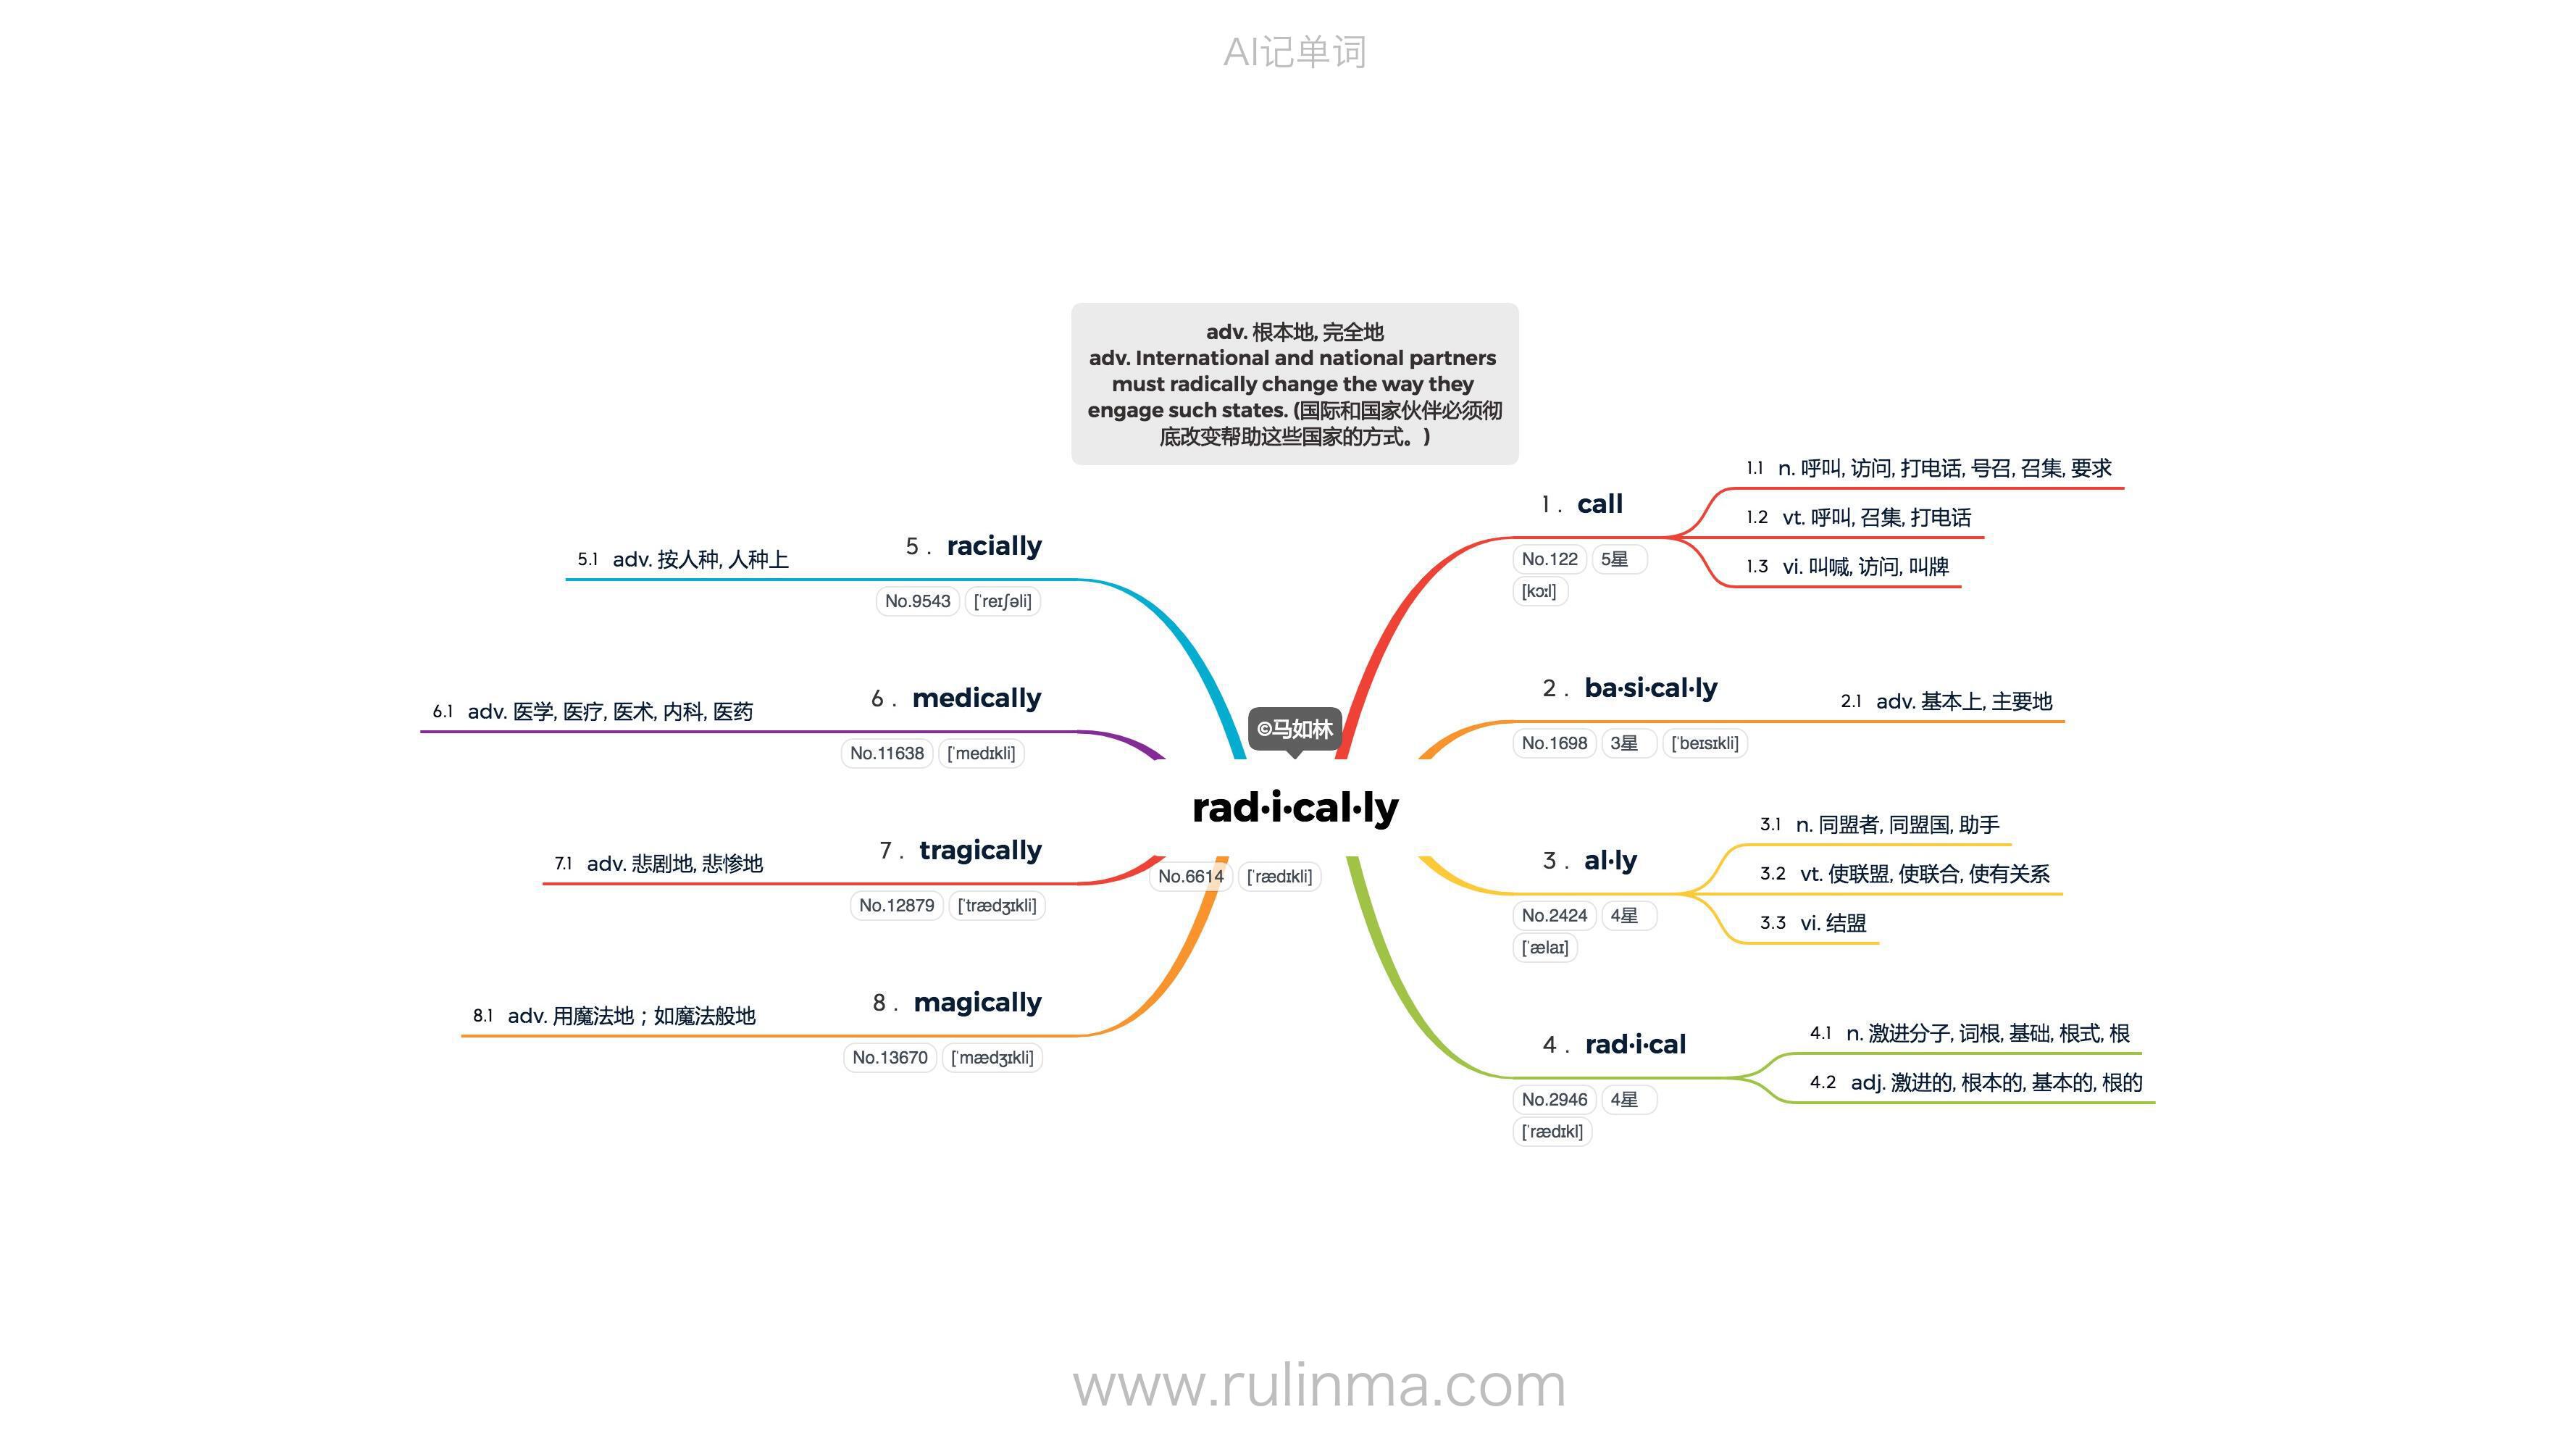 AI记单词
adv. 根本地, 完全地
adv. International and national partners
must radically change the way they
engage such states. (国际和国家伙伴必须彻
底改变帮助这些国家的方式。)
©马如林
rad·i·cal·ly
No.6614 [ˈrædɪkli]
1 . call
No.122 5星
[kɔːl]
1.1 n. 呼叫, 访问, 打电话, 号召, 召集, 要求
1.2 vt. 呼叫, 召集, 打电话
1.3 vi. 叫喊, 访问, 叫牌
2 . ba·si·cal·ly
No.1698 3星 [ˈbeɪsɪkli]
2.1 adv. 基本上, 主要地
3 . al·ly
No.2424 4星
[ˈælaɪ]
3.1 n. 同盟者, 同盟国, 助手
3.2 vt. 使联盟, 使联合, 使有关系
3.3 vi. 结盟
4 . rad·i·cal
No.2946 4星
[ˈrædɪkl]
4.1 n. 激进分子, 词根, 基础, 根式, 根
4.2 adj. 激进的, 根本的, 基本的, 根的
5 . racially
No.9543 [ˈreɪʃəli]
5.1 adv. 按人种, 人种上
6 . medically
No.11638 [ˈmedɪkli]
6.1 adv. 医学, 医疗, 医术, 内科, 医药
7 . tragically
No.12879 [ˈtrædʒɪkli]
7.1 adv. 悲剧地, 悲惨地
8 . magically
No.13670 [ˈmædʒɪkli]
8.1 adv. 用魔法地；如魔法般地
www.rulinma.com